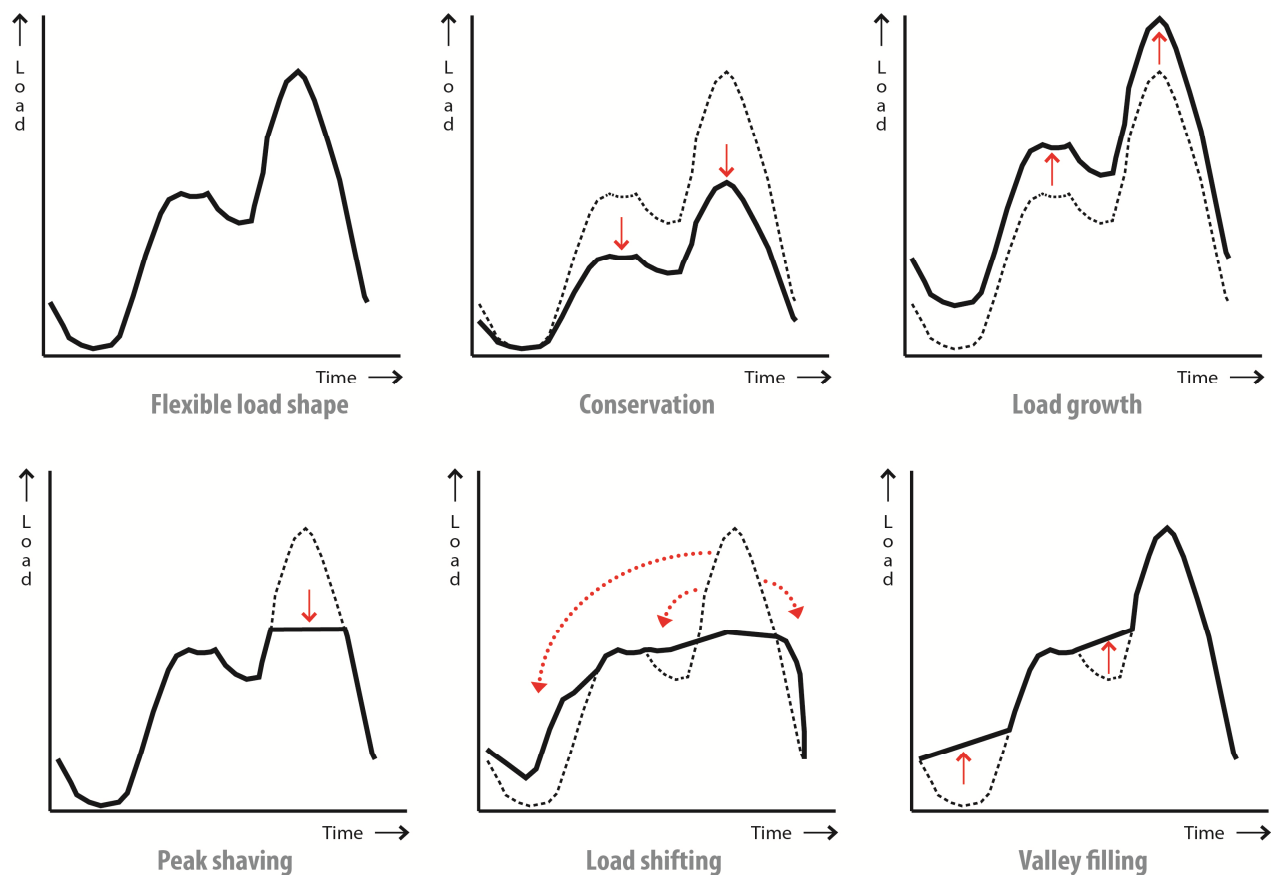 Load
Load
Load
Time
Time
Time
Flexible load shape
Conservation
Load growth
Load
Load
Load
Time
Time
Time
Peak shaving
Load shifting
Valley filling